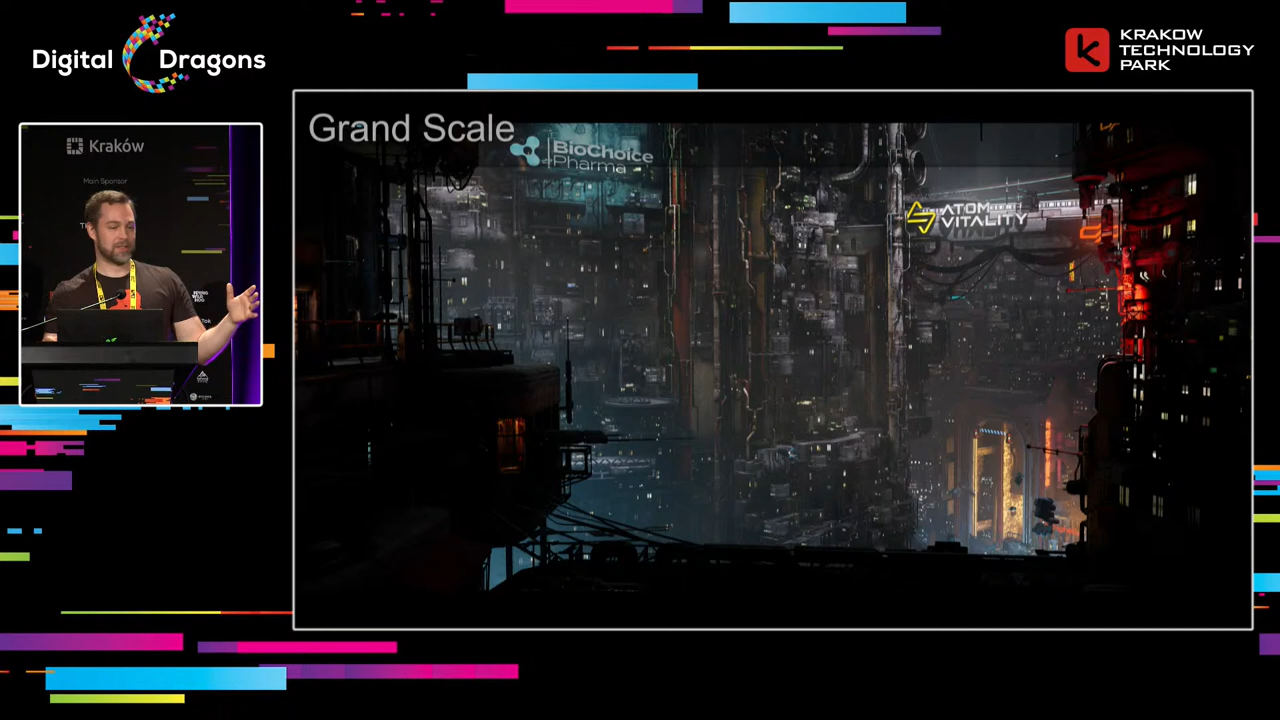 Digital Dragons
KRAKOW
TECHNOLOGY
PARK
Kraków
Main Sponsor
Grand Scale
BioChoice
Pharma
ATOM
VITALITY